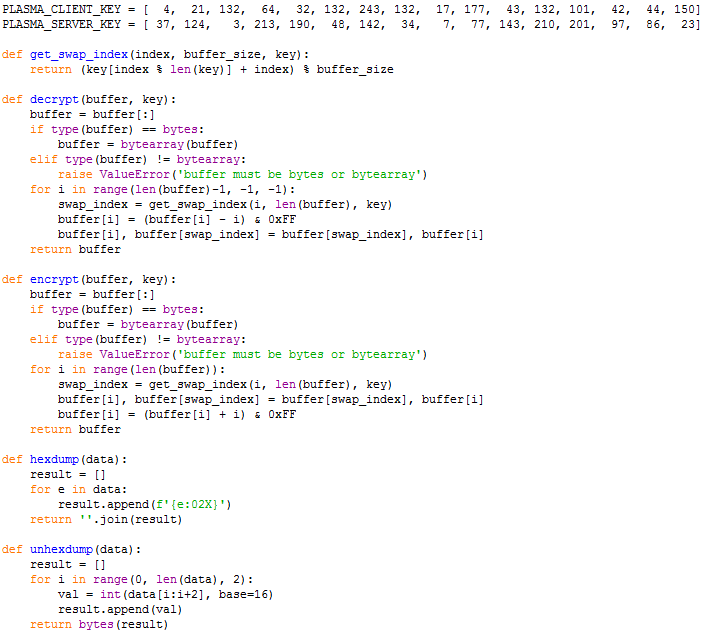 PLASMA_CLIENT_KEY = [  4,  21, 132,  64,  32, 132, 243, 132,  17, 177,  43, 132, 101,  42,  44, 150]
PLASMA_SERVER_KEY = [ 37, 124,   3, 213, 190,  48, 142,  34,   7,  77, 143, 210, 201,  97,  86,  23]

def get_swap_index(index, buffer_size, key):
    return (key[index % len(key)] + index) % buffer_size

def decrypt(buffer, key):
    buffer = buffer[:]
    if type(buffer) == bytes:
        buffer = bytearray(buffer)
    elif type(buffer) != bytearray:
        raise ValueError('buffer must be bytes or bytearray')
    for i in range(len(buffer)-1, -1, -1):
        swap_index = get_swap_index(i, len(buffer), key)
        buffer[i] = (buffer[i] - i) & 0xFF
        buffer[i], buffer[swap_index] = buffer[swap_index], buffer[i]
    return buffer

def encrypt(buffer, key):
    buffer = buffer[:]
    if type(buffer) == bytes:
        buffer = bytearray(buffer)
    elif type(buffer) != bytearray:
        raise ValueError('buffer must be bytes or bytearray')
    for i in range(len(buffer)):
        swap_index = get_swap_index(i, len(buffer), key)
        buffer[i], buffer[swap_index] = buffer[swap_index], buffer[i]
        buffer[i] = (buffer[i] + i) & 0xFF
    return buffer

def hexdump(data):
    result = []
    for e in data:
        result.append(f'{e:02X}')
    return ''.join(result)

def unhexdump(data):
    result = []
    for i in range(0, len(data), 2):
        val = int(data[i:i+2], base=16)
        result.append(val)
    return bytes(result)